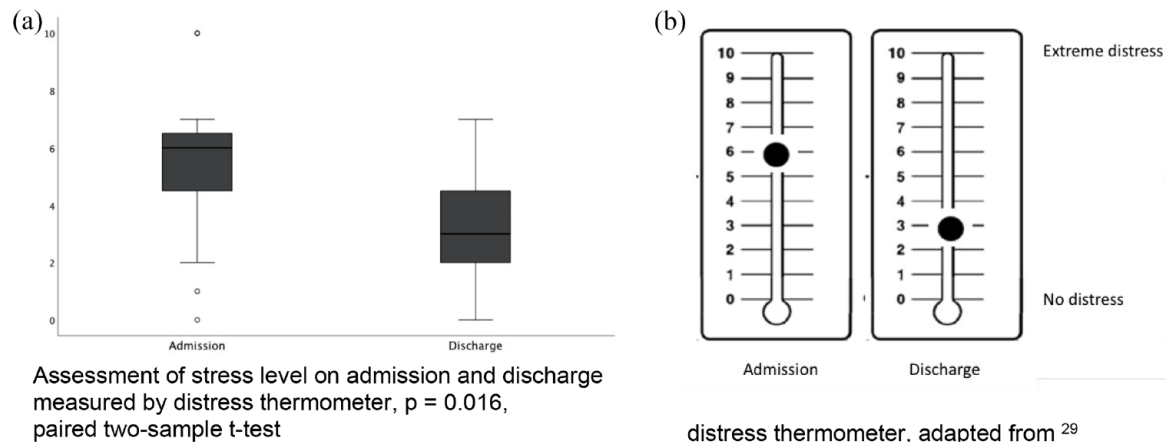 (a)
10
8
6
4
2
0
Admission
Discharge
Assessment of stress level on admission and discharge
measured by distress thermometer, p = 0.016,
paired two-sample t-test
(b)
10
9
8
7
6
5
4
3
2
1
0
Admission
10
9
8
7
6
5
4
3
2
1
0
Discharge
Extreme distress
No distress
distress thermometer, adapted from 29